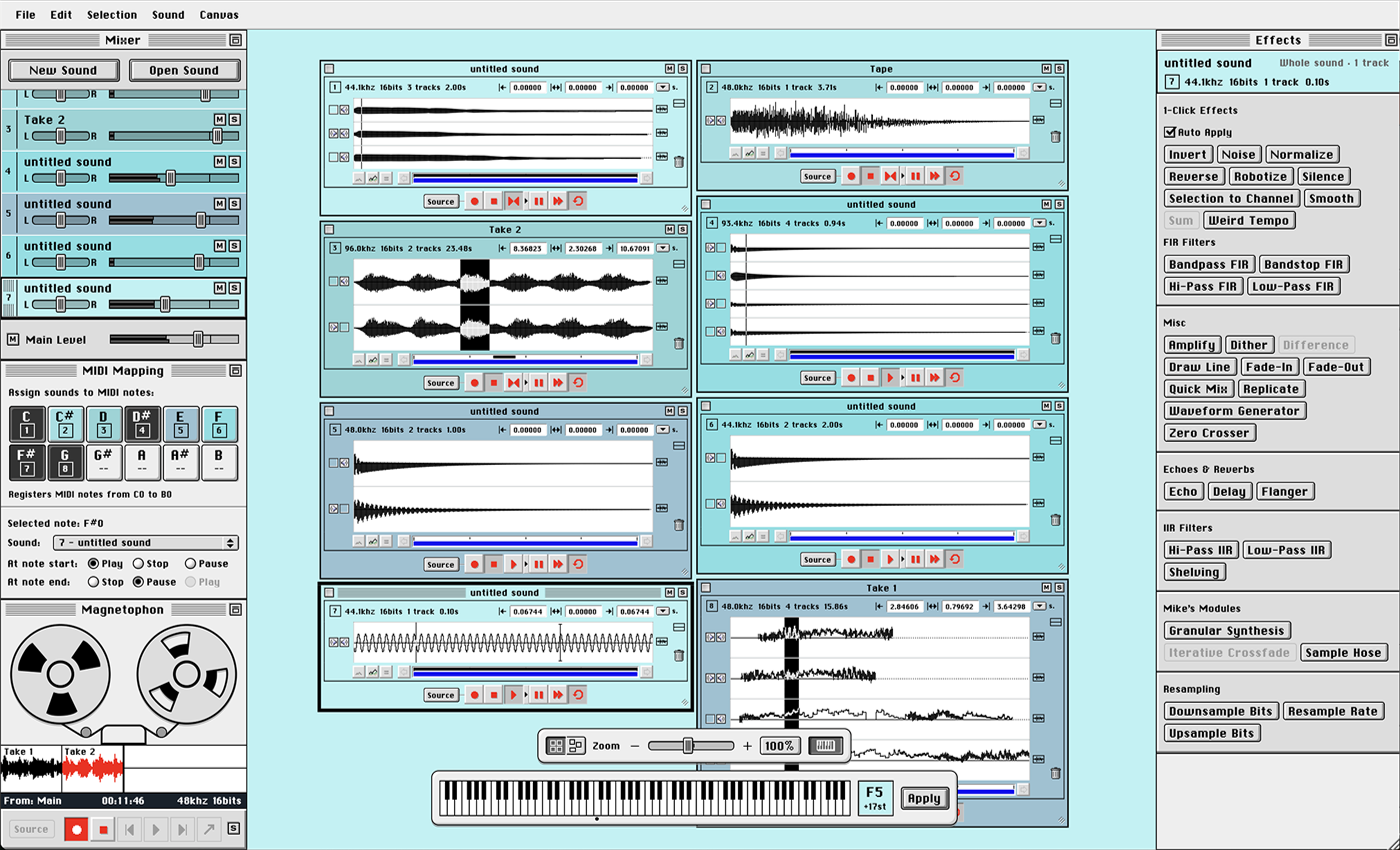 File Edit Selection Sound Canvas
Mixer
New Sound Open Sound
L R
3 Take 2 M S
L R
4 untitled sound M S
L R
5 untitled sound M S
L R
6 untitled sound M S
L R
7 untitled sound M S
L R
M Main Level
MIDI Mapping
Assign sounds to MIDI notes:
C C# D D# E F
1 2 3 4 5 6
F# G G# A A# B
7 8 -- -- -- --
Registers MIDI notes from C0 to B0
Selected note: F#0
Sound: 7 - untitled sound
At note start: Play Stop Pause
At note end: Stop Pause Play
Magnetophon
Take 1 Take 2
From: Main 00:11:46 48khz 16bits
Source S
untitled sound M S
1 44.1khz 16bits 3 tracks 2.00s 0.00000 0.00000 0.00000 s.
Source
Take 2 M S
3 96.0khz 16bits 2 tracks 23.48s 8.36823 2.30268 10.67091 s.
Source
untitled sound M S
5 48.0khz 16bits 2 tracks 1.00s 0.00000 0.00000 0.00000 s.
Source
untitled sound M S
7 44.1khz 16bits 1 track 0.10s 0.06744 0.00000 0.06744 s.
Source
Tape M S
2 48.0khz 16bits 1 track 3.71s 0.00000 0.00000 0.00000 s.
Source
untitled sound M S
4 93.4khz 16bits 4 tracks 0.94s 0.00000 0.00000 0.00000 s.
Source
untitled sound M S
6 44.1khz 16bits 2 tracks 2.00s 0.00000 0.00000 0.00000 s.
Source
Take 1 M S
8 48.0khz 16bits 4 tracks 15.86s 2.84606 0.79692 3.64298 s.
Zoom − + 100%
F5
+17st
Apply
Effects
untitled sound Whole sound - 1 track
7 44.1khz 16bits 1 track 0.10s
1-Click Effects
Auto Apply
Invert Noise Normalize
Reverse Robotize Silence
Selection to Channel Smooth
Sum Weird Tempo
FIR Filters
Bandpass FIR Bandstop FIR
Hi-Pass FIR Low-Pass FIR
Misc
Amplify Dither Difference
Draw Line Fade-In Fade-Out
Quick Mix Replicate
Waveform Generator
Zero Crosser
Echoes & Reverbs
Echo Delay Flanger
IIR Filters
Hi-Pass IIR Low-Pass IIR
Shelving
Mike's Modules
Granular Synthesis
Iterative Crossfade Sample Hose
Resampling
Downsample Bits Resample Rate
Upsample Bits